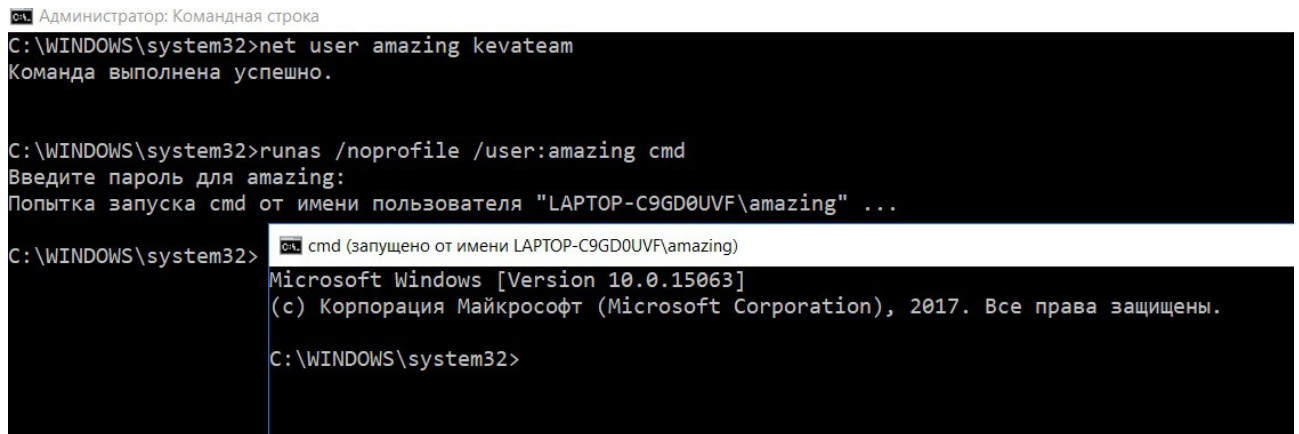 Администратор: Командная строка
C:\WINDOWS\system32>net user amazing kevateam
Команда выполнена успешно.
C:\WINDOWS\system32>runas /noprofile /user:amazing cmd
Введите пароль для amazing:
Попытка запуска cmd от имени пользователя "LAPTOP-C9GD0UVF\amazing" ...
C:\WINDOWS\system32>
cmd (запущено от имени LAPTOP-C9GD0UVF\amazing)
Microsoft Windows [Version 10.0.15063]
(c) Корпорация Майкрософт (Microsoft Corporation), 2017. Все права защищены.
C:\WINDOWS\system32>